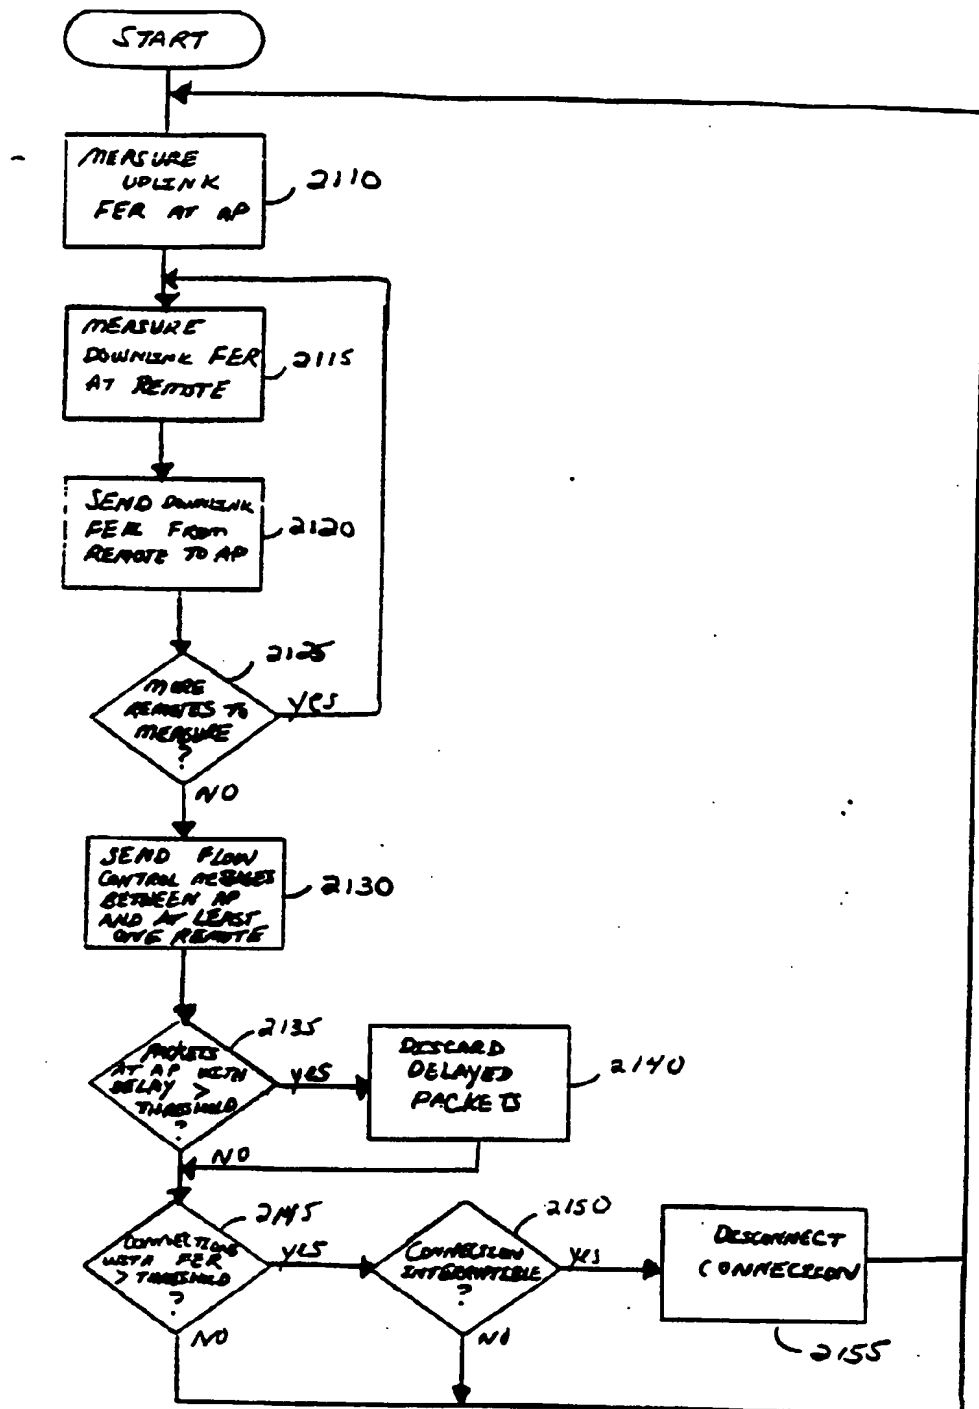 START
MEASURE
UPLINK
FER AT AP
2110
MEASURE
DOWNLINK FER
AT REMOTE
2115
SEND DOWNLINK
FER FROM
REMOTE TO AP
2120
2125
MORE
REMOTES TO
MEASURE
?
yes
NO
SEND FLOW
CONTROL MESSAGES
BETWEEN AP
AND AT LEAST
ONE REMOTE
2130
2135
PACKETS
AT AP WITH
DELAY >
THRESHOLD
?
yes
NO
DISCARD
DELAYED
PACKETS
2140
2145
CONNECTIONS
WITH FER
> THRESHOLD
?
yes
NO
2150
CONNECTION
INTERRUPTIBLE
?
yes
NO
DISCONNECT
CONNECTION
2155